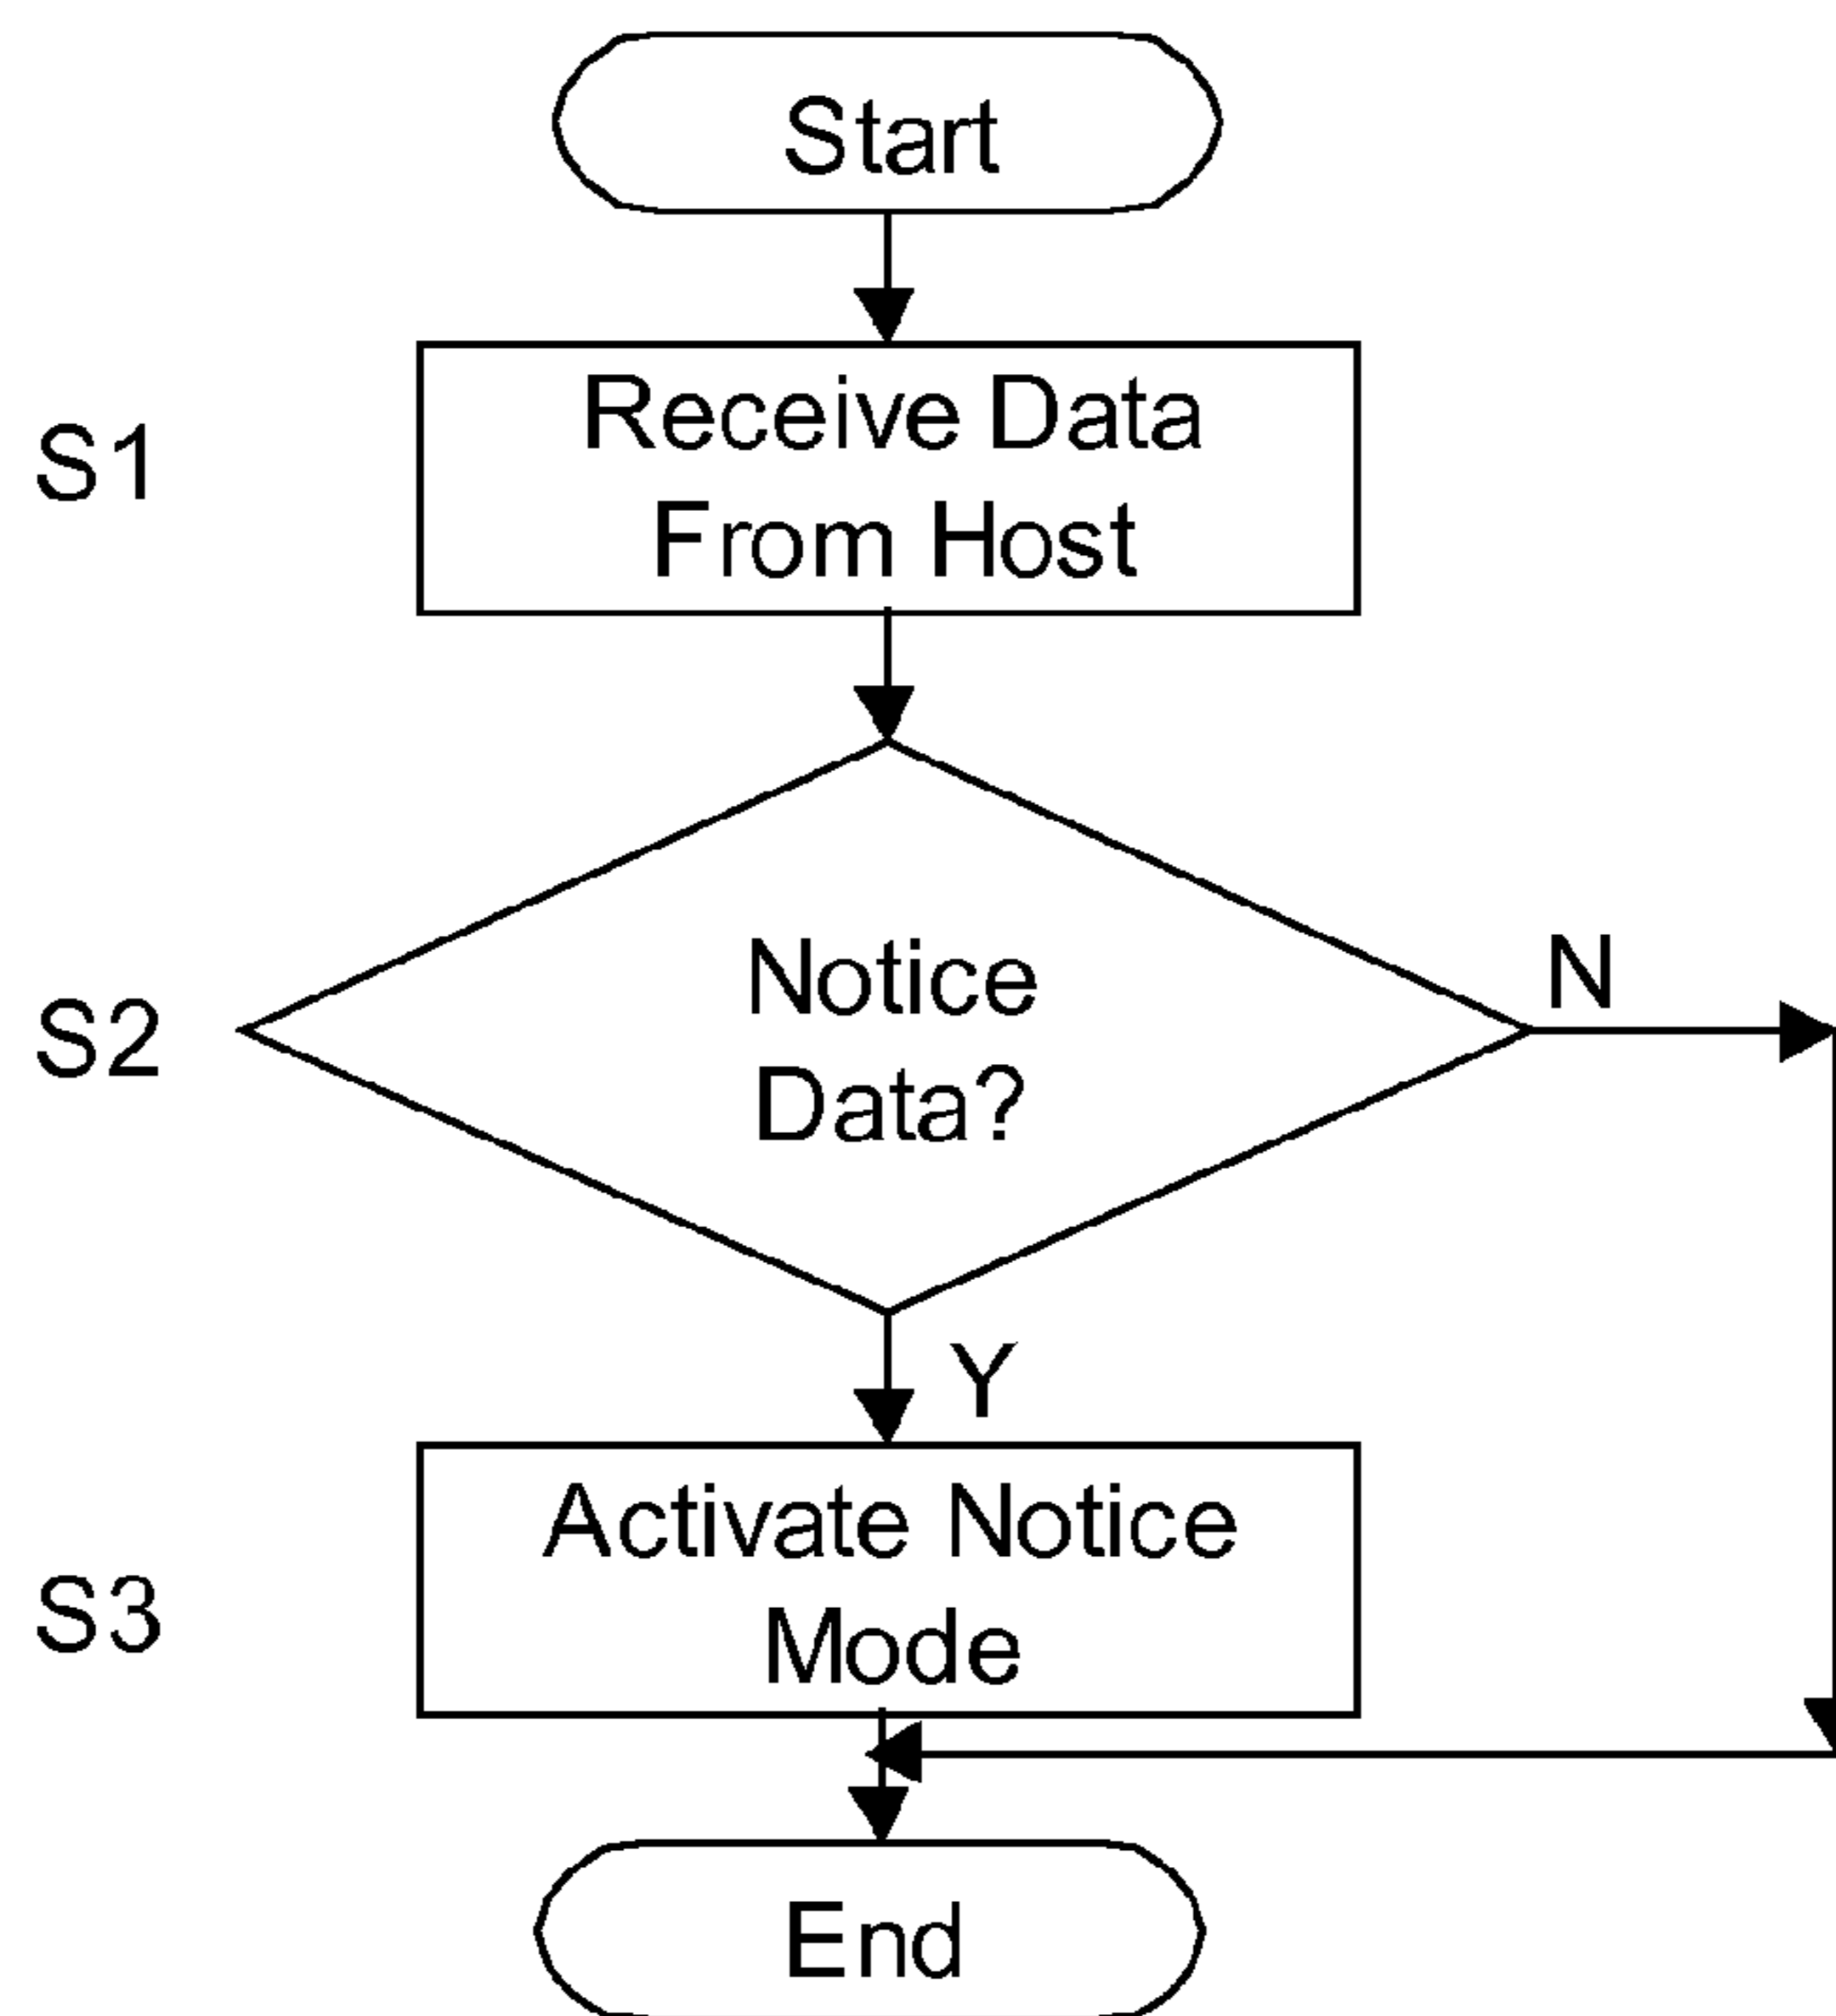 Start
S1
Receive Data
From Host
S2
Notice
Data?
N
Y
S3
Activate Notice
Mode
End